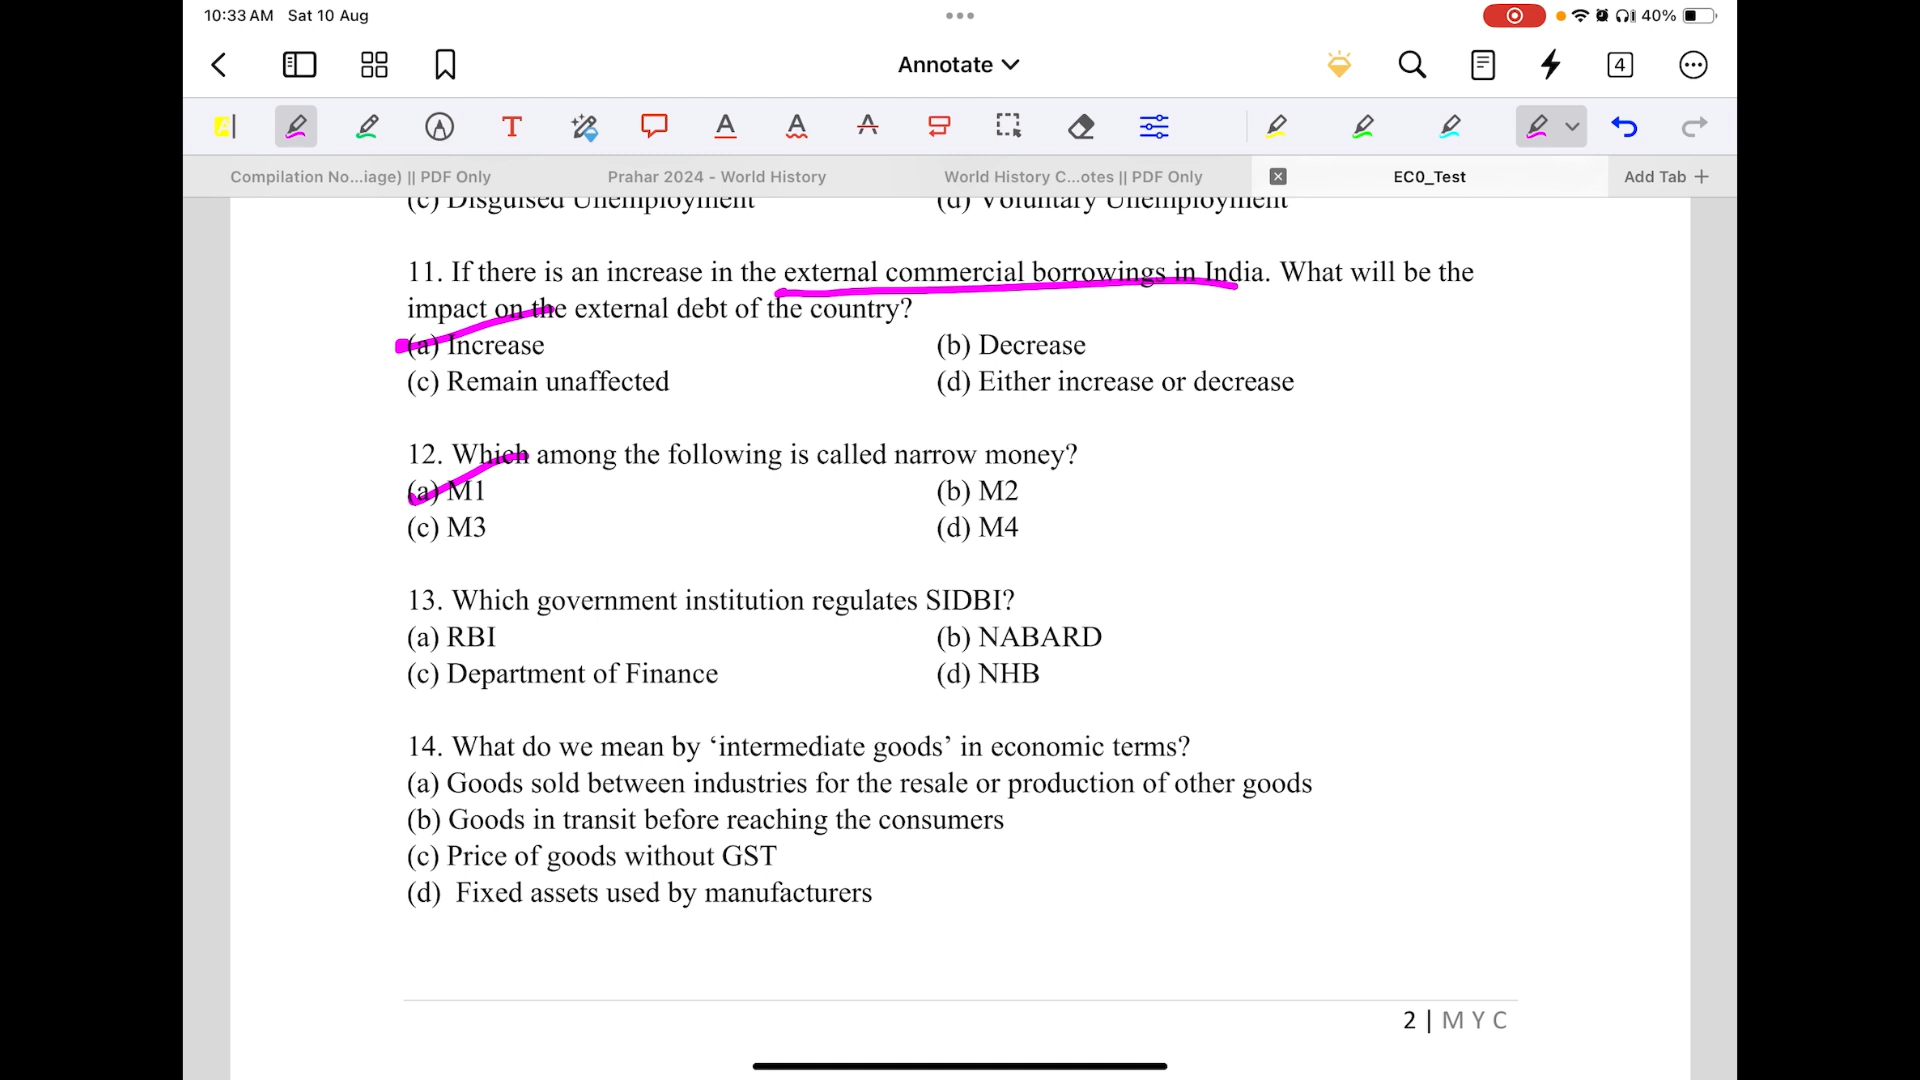 10:33 AM Sat 10 Aug
40%
Annotate
4
T A A A
Compilation No...iage) || PDF Only Prahar 2024 - World History World History C...otes || PDF Only EC0_Test Add Tab +
(c) Disguised Unemployment (d) Voluntary Unemployment
11. If there is an increase in the external commercial borrowings in India. What will be the
impact on the external debt of the country?
(a) Increase (b) Decrease
(c) Remain unaffected (d) Either increase or decrease
12. Which among the following is called narrow money?
(a) M1 (b) M2
(c) M3 (d) M4
13. Which government institution regulates SIDBI?
(a) RBI (b) NABARD
(c) Department of Finance (d) NHB
14. What do we mean by ‘intermediate goods’ in economic terms?
(a) Goods sold between industries for the resale or production of other goods
(b) Goods in transit before reaching the consumers
(c) Price of goods without GST
(d) Fixed assets used by manufacturers
2 | M Y C